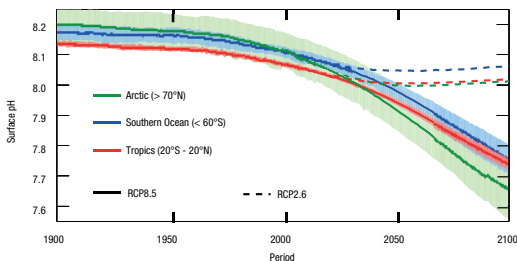 8.2
8.1
8.0
7.9
7.8
7.7
7.6
Surface pH
Arctic (> 70°N)
Southern Ocean (< 60°S)
Tropics (20°S - 20°N)
RCP8.5
RCP2.6
1900
1950
2000
2050
2100
Period